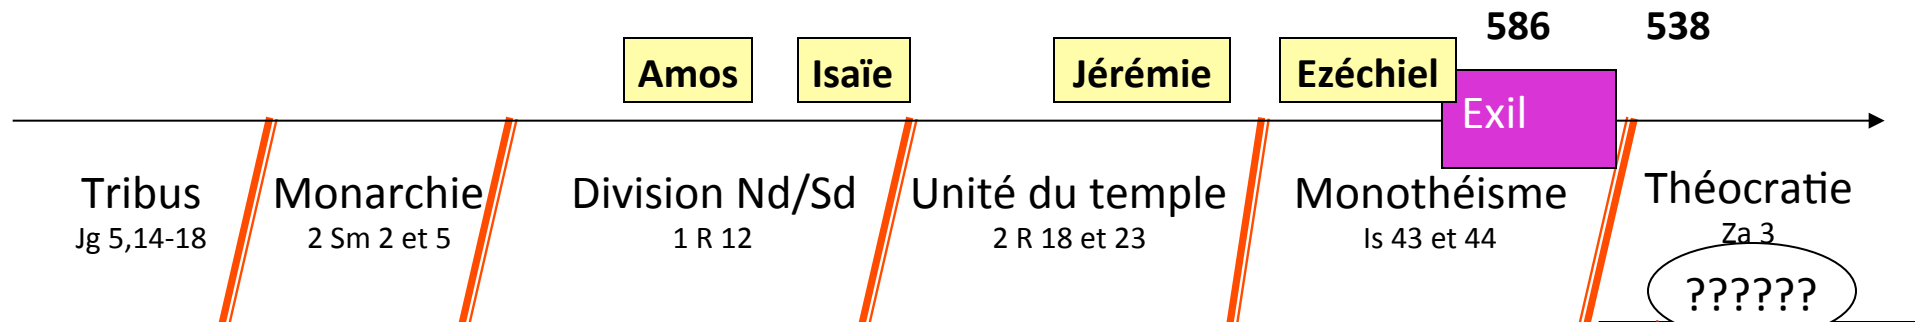 586 538
Amos Isaïe Jérémie Ezéchiel
Exil
Tribus Monarchie Division Nd/Sd Unité du temple Monothéisme Théocratie
Jg 5,14-18 2 Sm 2 et 5 1 R 12 2 R 18 et 23 Is 43 et 44 Za 3
??????